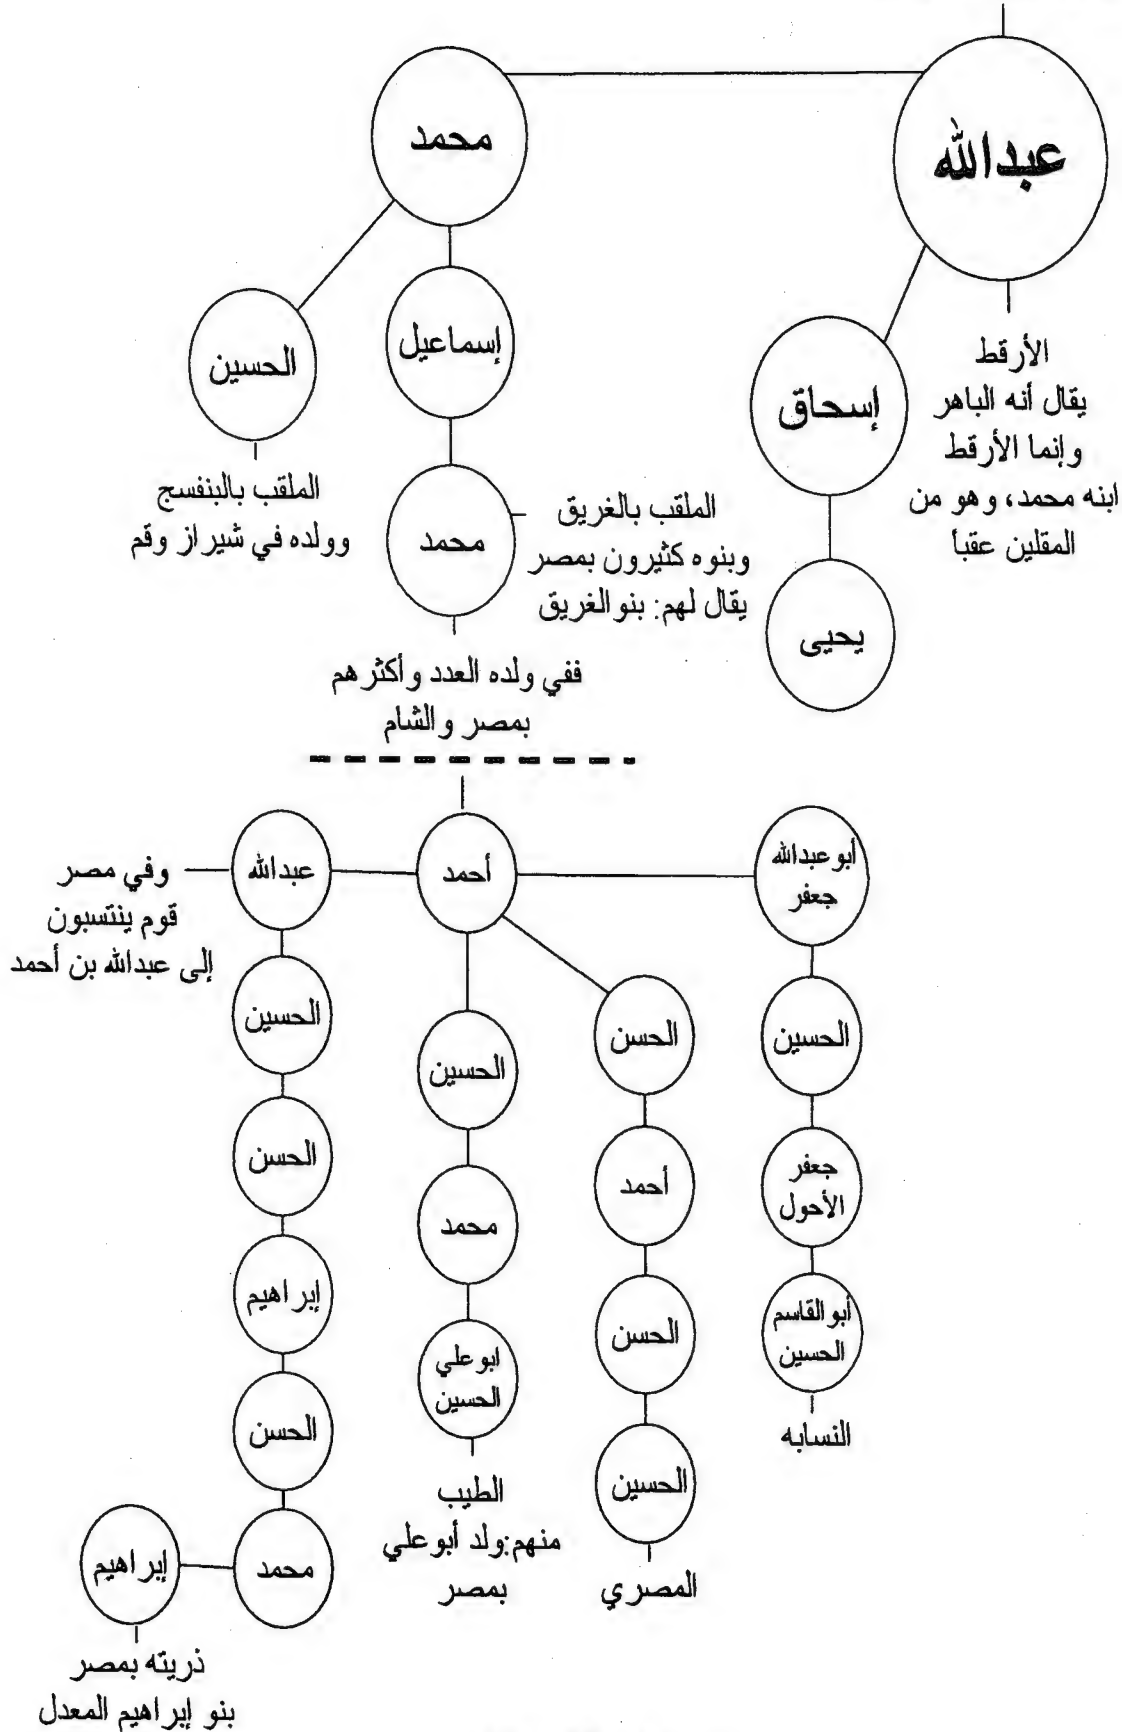 عبدالله
محمد
الأرقط
يقال أنه الباهر
وإنما الأرقط
ابنه محمد، وهو من
المقلين عقبا
إسحاق
يحيى
إسماعيل
الحسين
الملقب بالبنفسج
وولده في شيراز وقم
محمد
الملقب بالغريق
وبنوه كثيرون بمصر
يقال لهم: بنو الغريق
ففي ولده العدد وأكثرهم
بمصر والشام
أحمد
أبو عبدالله
جعفر
الحسين
جعفر
الأحول
أبو القاسم
الحسين
النسابه
الحسن
أحمد
الحسن
الحسين
المصري
الحسين
محمد
ابو علي
الحسين
الطيب
منهم:ولد أبو علي
بمصر
عبدالله
وفي مصر
قوم ينتسبون
إلى عبدالله بن أحمد
الحسين
الحسن
إبراهيم
الحسن
محمد
إبراهيم
ذريته بمصر
بنو إبراهيم المعدل